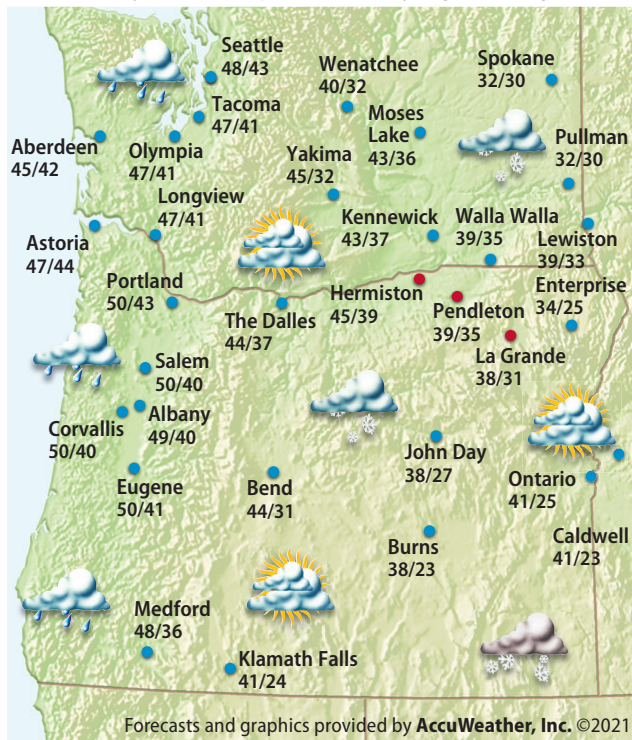 Seattle
48/43
Wenatchee
40/32
Spokane
32/30
Tacoma
47/41
Moses
Lake
43/36
Aberdeen
45/42
Olympia
47/41
Yakima
45/32
Pullman
32/30
Longview
47/41
Kennewick
43/37
Walla Walla
39/35
Astoria
47/44
Lewiston
39/33
Portland
50/43
The Dalles
44/37
Hermiston
45/39
Pendleton
39/35
Enterprise
34/25
La Grande
38/31
Salem
50/40
Albany
49/40
Corvallis
50/40
John Day
38/27
Eugene
50/41
Bend
44/31
Ontario
41/25
Burns
38/23
Caldwell
41/23
Medford
48/36
Klamath Falls
41/24
Forecasts and graphics provided by AccuWeather, Inc. ©2021